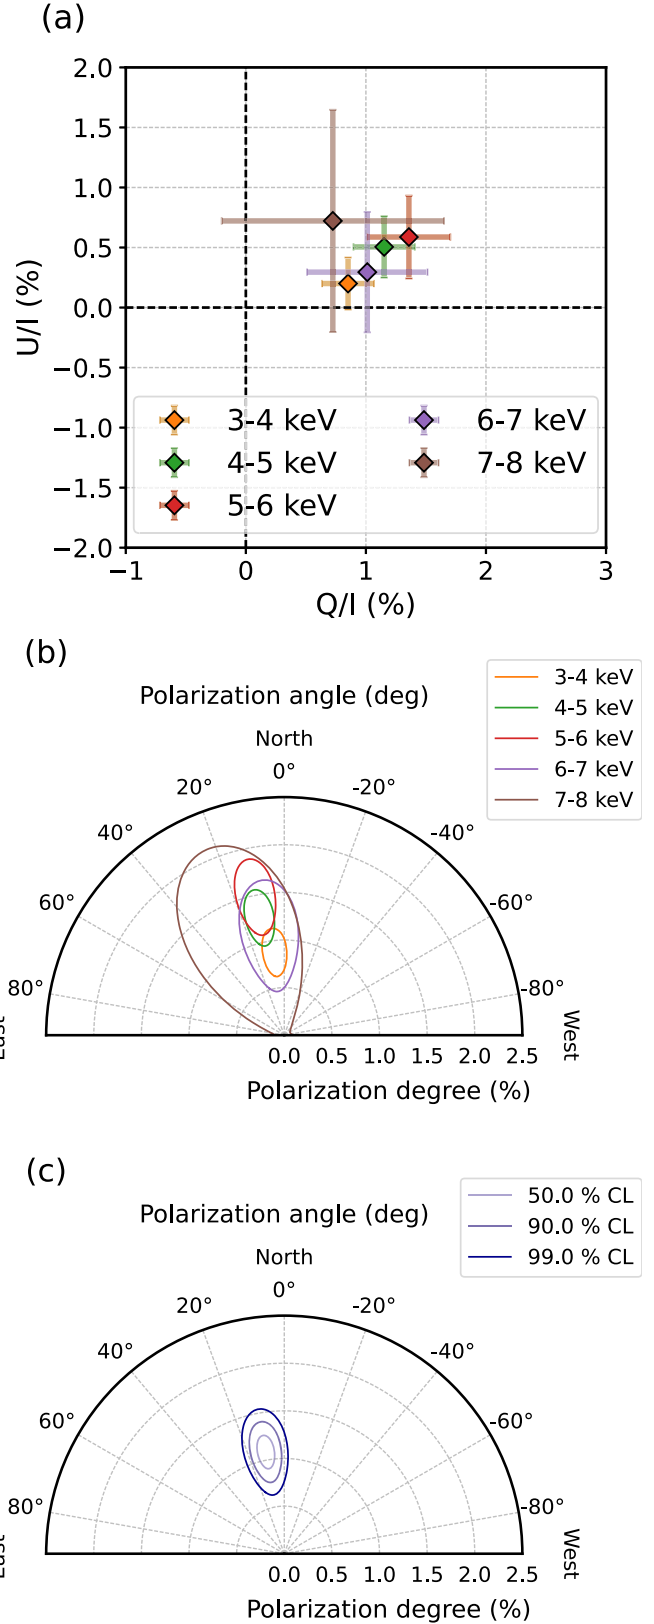 (a)
2.0
1.5
1.0
0.5
0.0
−0.5
−1.0
−1.5
−2.0
U/I (%)
3-4 keV
4-5 keV
5-6 keV
6-7 keV
7-8 keV
−1 0 1 2 3
Q/I (%)
(b)
Polarization angle (deg)
3-4 keV
4-5 keV
5-6 keV
6-7 keV
7-8 keV
North
0°
20° -20°
40° -40°
60° -60°
80° -80°
East West
0.0 0.5 1.0 1.5 2.0 2.5
Polarization degree (%)
(c)
Polarization angle (deg)
50.0 % CL
90.0 % CL
99.0 % CL
North
0°
20° -20°
40° -40°
60° -60°
80° -80°
East West
0.0 0.5 1.0 1.5 2.0 2.5
Polarization degree (%)